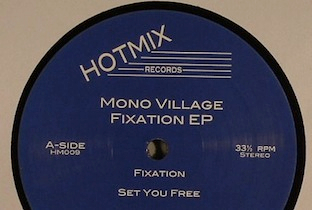 HOTMIX
RECORDS
MONO VILLAGE
FIXATION EP
A-SIDE
HM009
33⅓ RPM
STEREO
FIXATION
SET YOU FREE